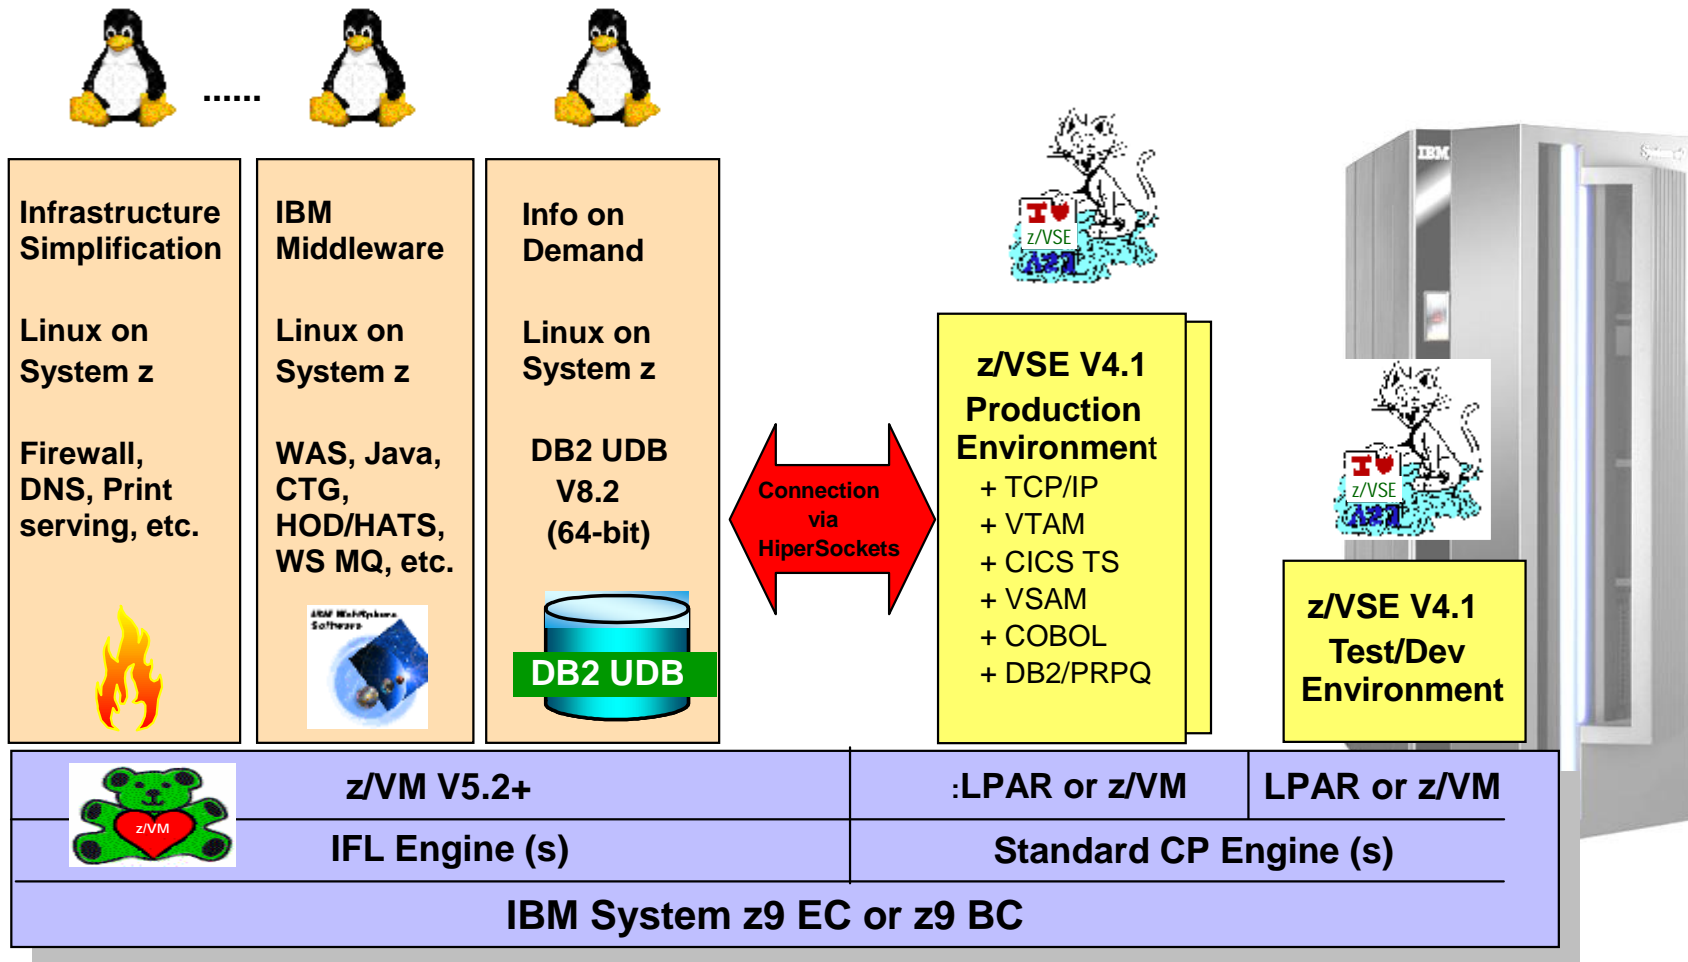 ......
Infrastructure
Simplification
Linux on
System z
Firewall,
DNS, Print
serving, etc.
IBM
Middleware
Linux on
System z
WAS, Java,
CTG,
HOD/HATS,
WS MQ, etc.
IBM WebSphere
Software
Info on
Demand
Linux on
System z
DB2 UDB
V8.2
(64-bit)
DB2 UDB
Connection
via
HiperSockets
I
z/VSE
z/VSE V4.1
Production
Environment
+ TCP/IP
+ VTAM
+ CICS TS
+ VSAM
+ COBOL
+ DB2/PRPQ
IBM
I
z/VSE
z/VSE V4.1
Test/Dev
Environment
z/VM
z/VM V5.2+
:LPAR or z/VM
LPAR or z/VM
IFL Engine (s)
Standard CP Engine (s)
IBM System z9 EC or z9 BC